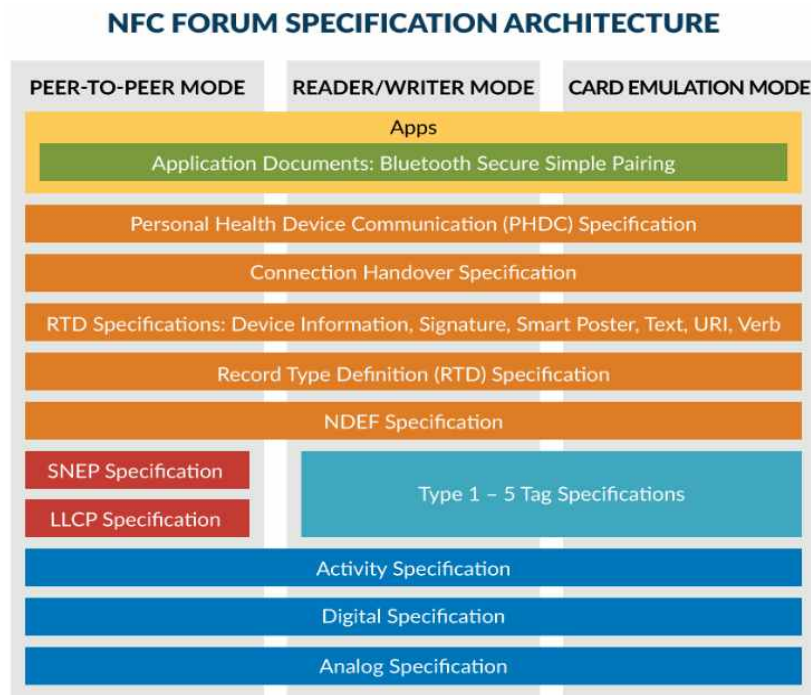 NFC FORUM SPECIFICATION ARCHITECTURE
PEER-TO-PEER MODE
READER/WRITER MODE
CARD EMULATION MODE
Apps
Application Documents: Bluetooth Secure Simple Pairing
Personal Health Device Communication (PHDC) Specification
Connection Handover Specification
RTD Specifications: Device Information, Signature, Smart Poster, Text, URI, Verb
Record Type Definition (RTD) Specification
NDEF Specification
SNEP Specification
LLCP Specification
Type 1 – 5 Tag Specifications
Activity Specification
Digital Specification
Analog Specification